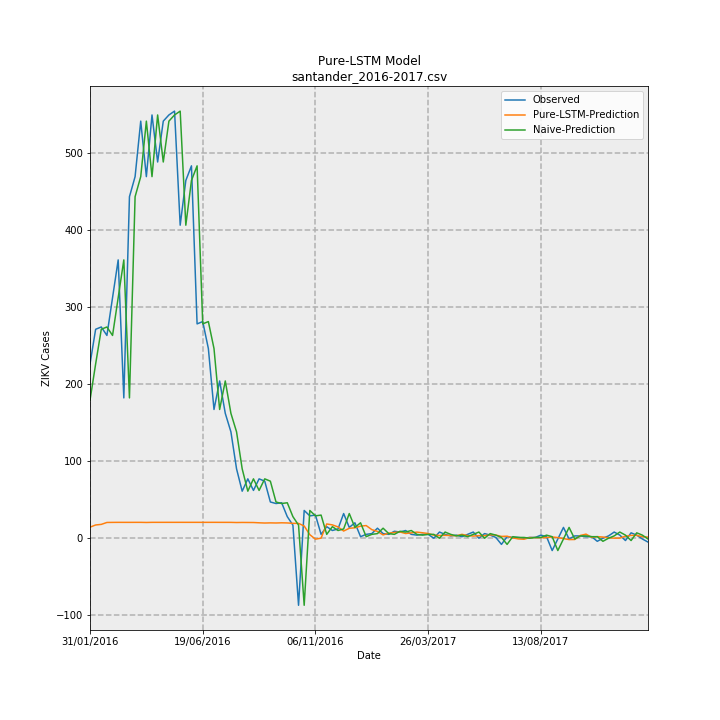 Pure-LSTM Model
santander_2016-2017.csv
Observed
Pure-LSTM-Prediction
Naive-Prediction
500
400
300
200
100
0
−100
ZIKV Cases
31/01/2016
19/06/2016
06/11/2016
26/03/2017
13/08/2017
Date